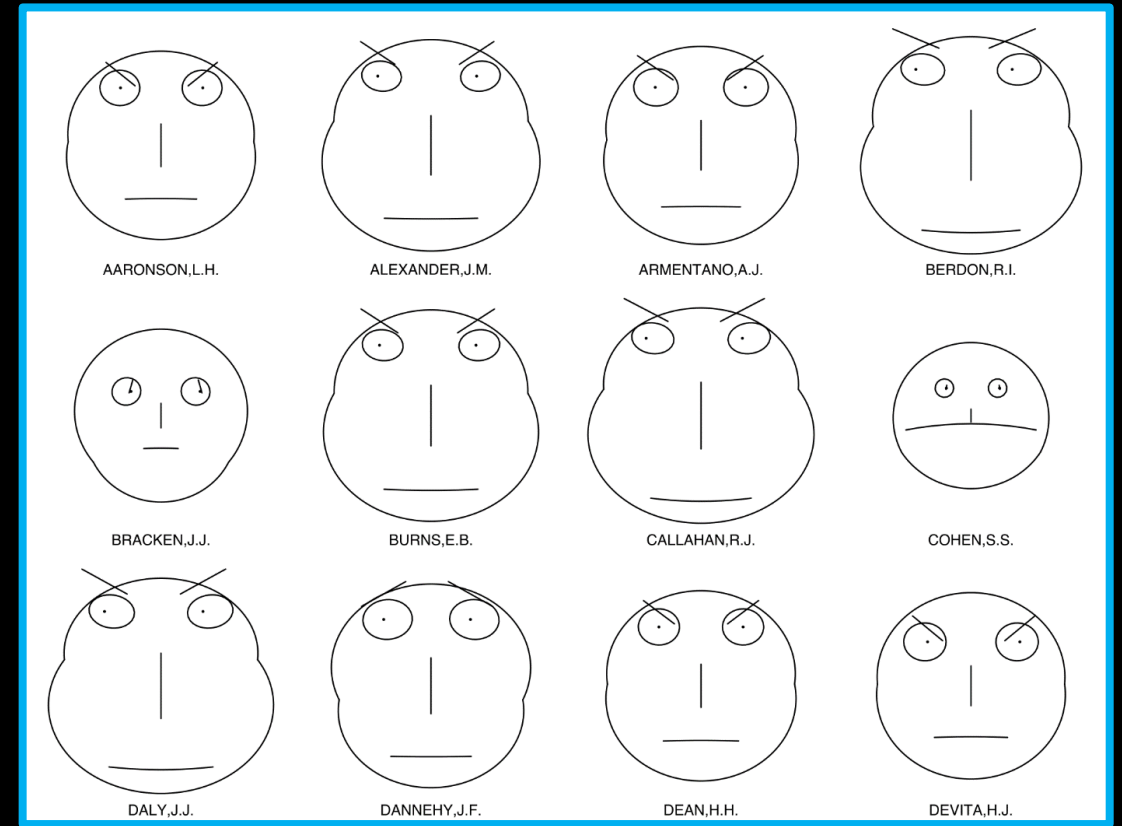 AARONSON,L.H. ALEXANDER,J.M. ARMENTANO,A.J. BERDON,R.I.
BRACKEN,J.J. BURNS,E.B. CALLAHAN,R.J. COHEN,S.S.
DALY,J.J. DANNEHY,J.F. DEAN,H.H. DEVITA,H.J.